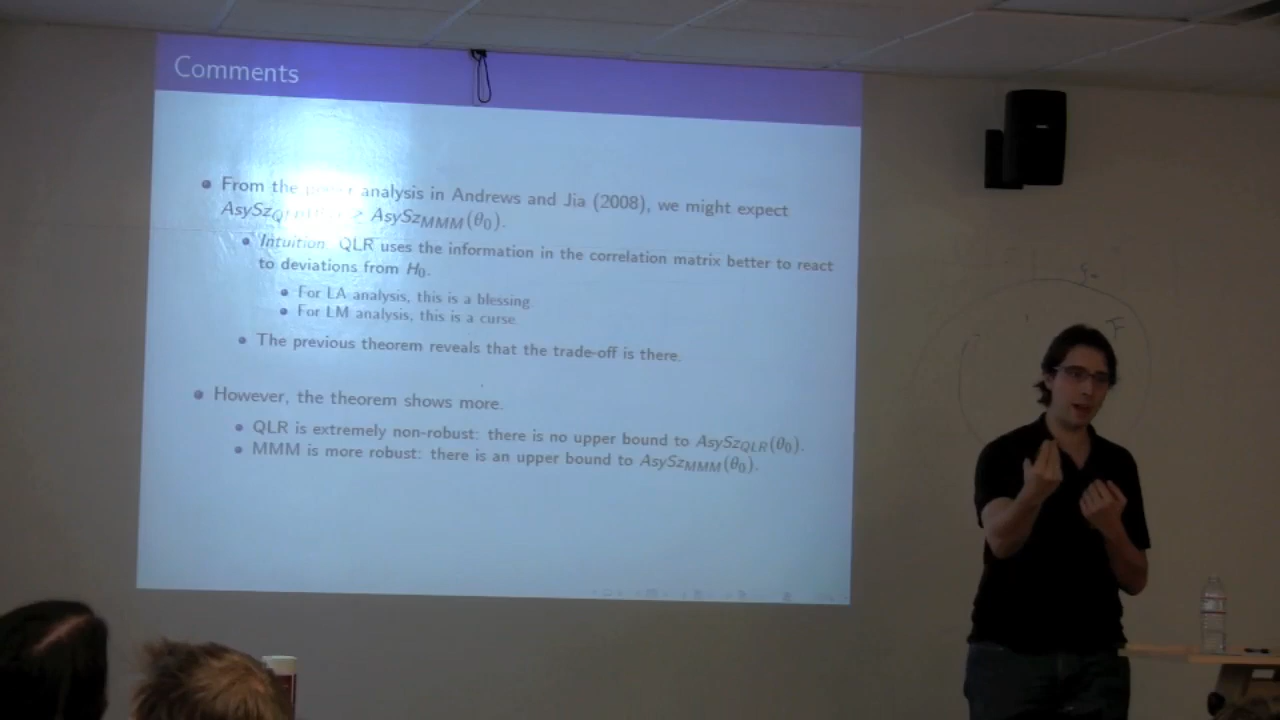 Comments
From the power analysis in Andrews and Jia (2008), we might expect
AsySz ≥ AsySz_MMM(θ₀).
Intuition: QLR uses the information in the correlation matrix better to react
to deviations from H₀.
For LA analysis, this is a blessing
For LM analysis, this is a curse
The previous theorem reveals that the trade-off is there.
However, the theorem shows more.
QLR is extremely non-robust: there is no upper bound to AsySz_QLR(θ₀).
MMM is more robust: there is an upper bound to AsySz_MMM(θ₀).
F